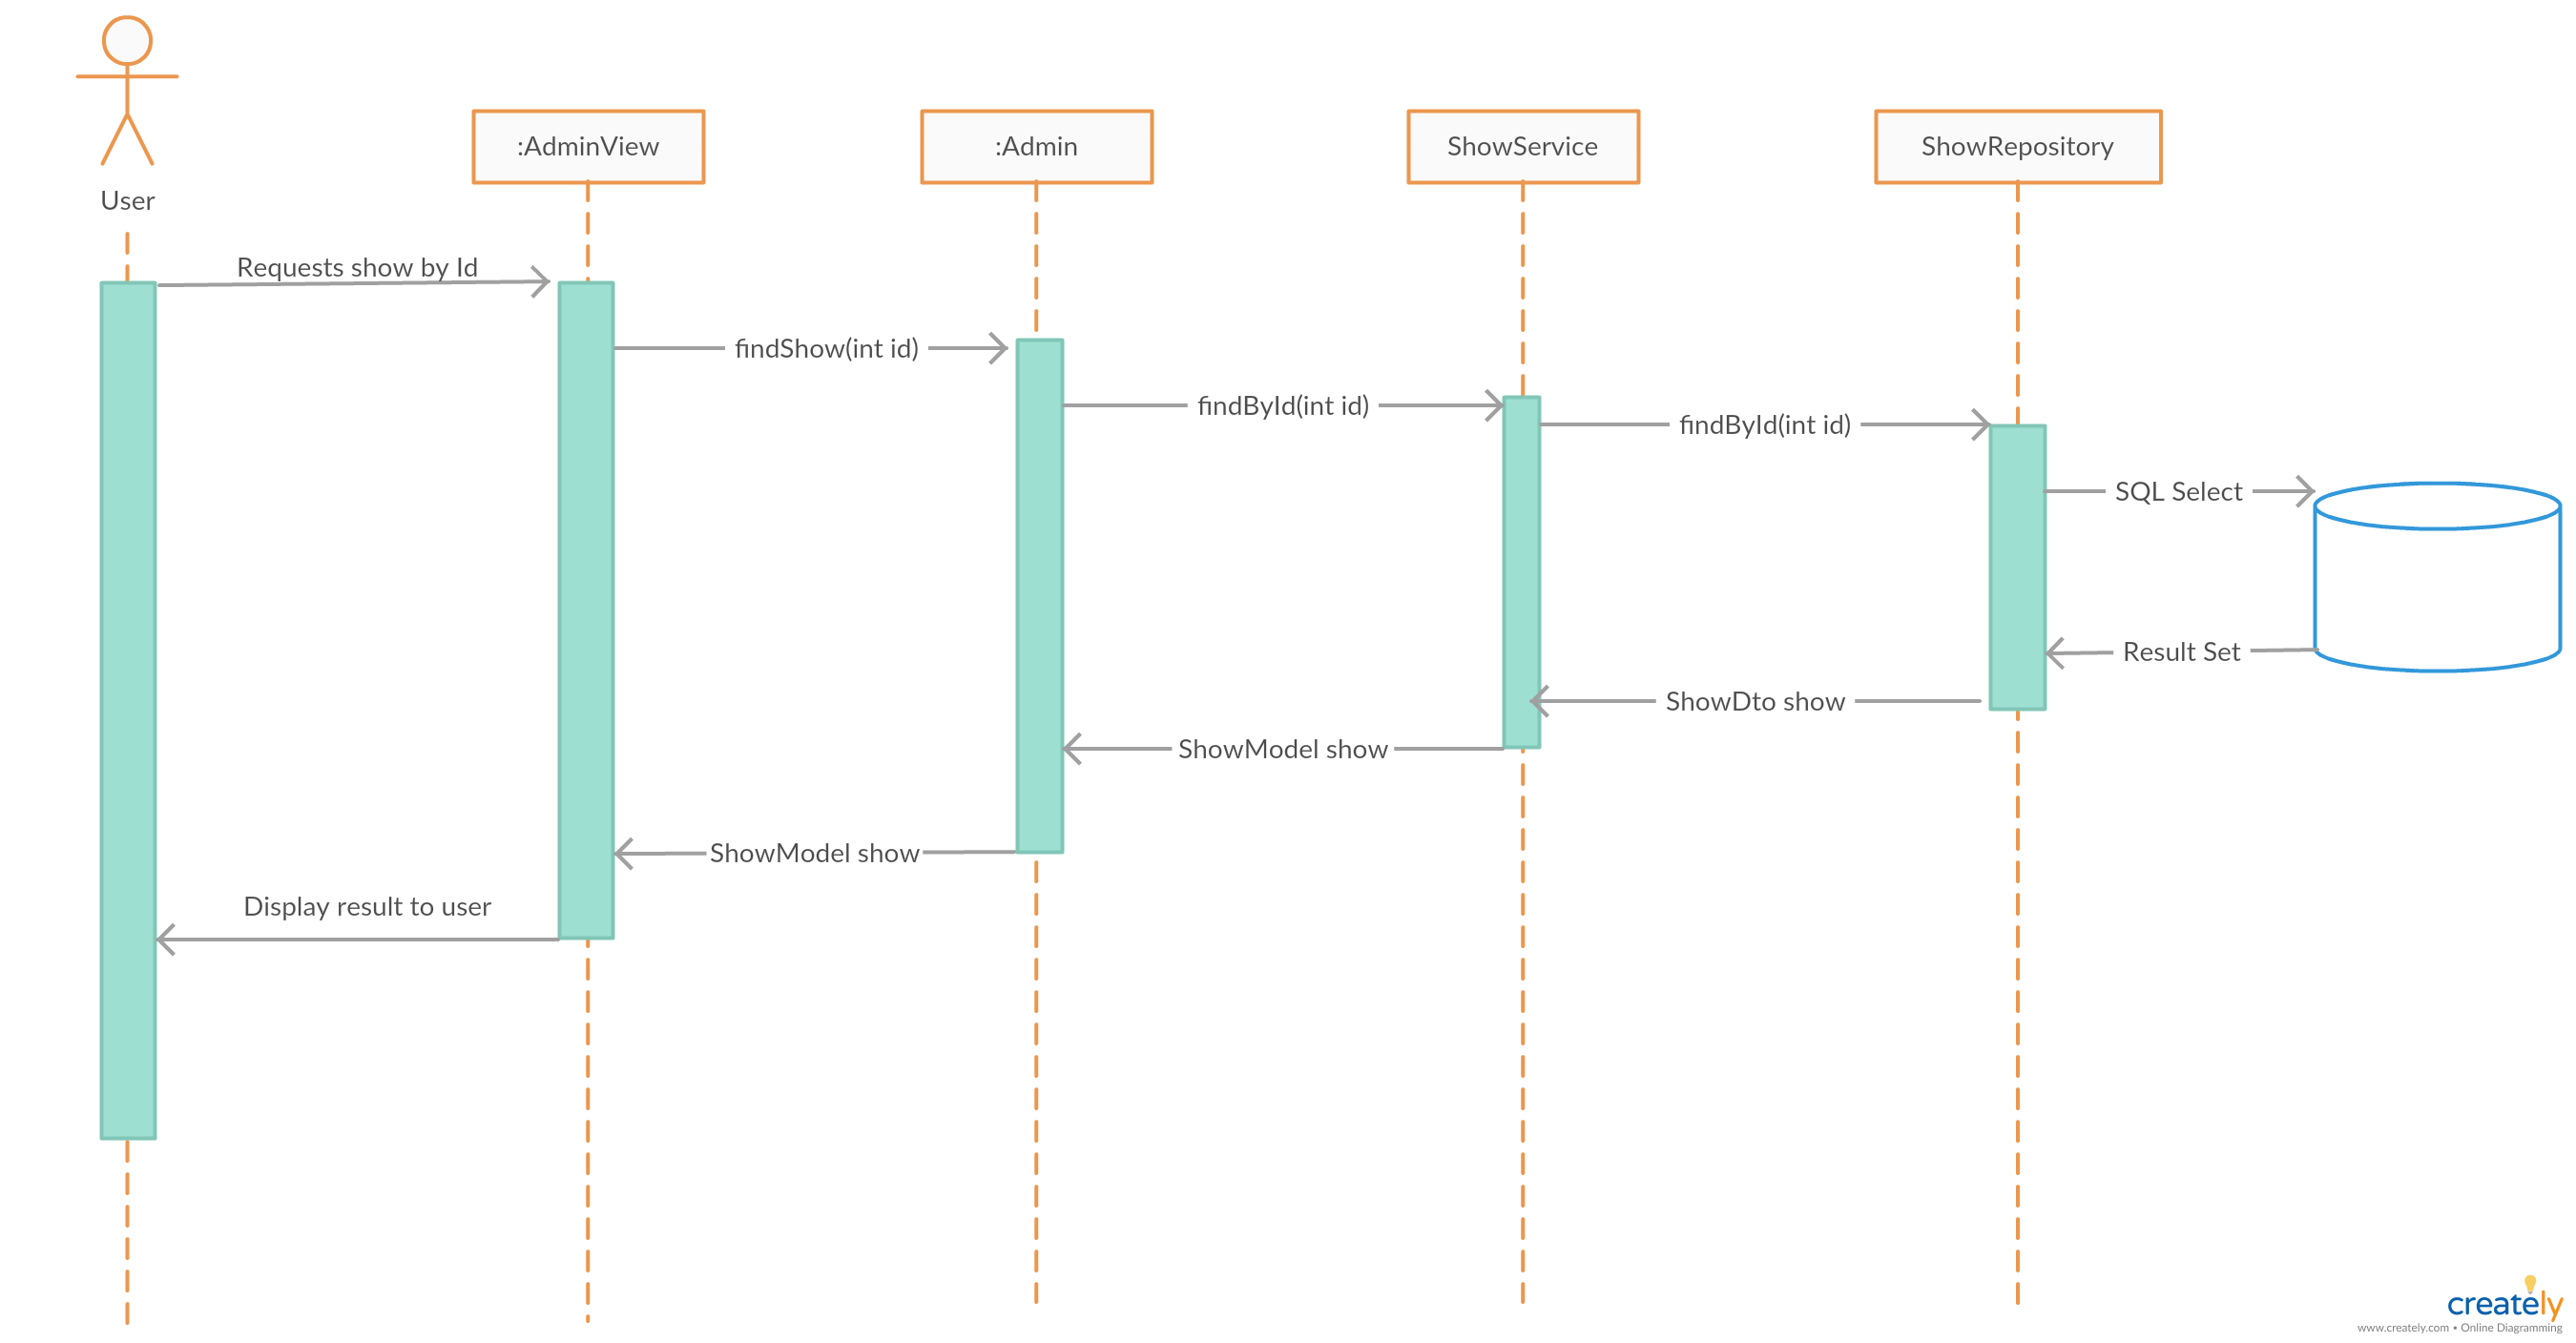 User
:AdminView
:Admin
ShowService
ShowRepository
Requests show by Id
findShow(int id)
findById(int id)
findById(int id)
SQL Select
Result Set
ShowDto show
ShowModel show
ShowModel show
Display result to user
creately
www.creately.com • Online Diagramming